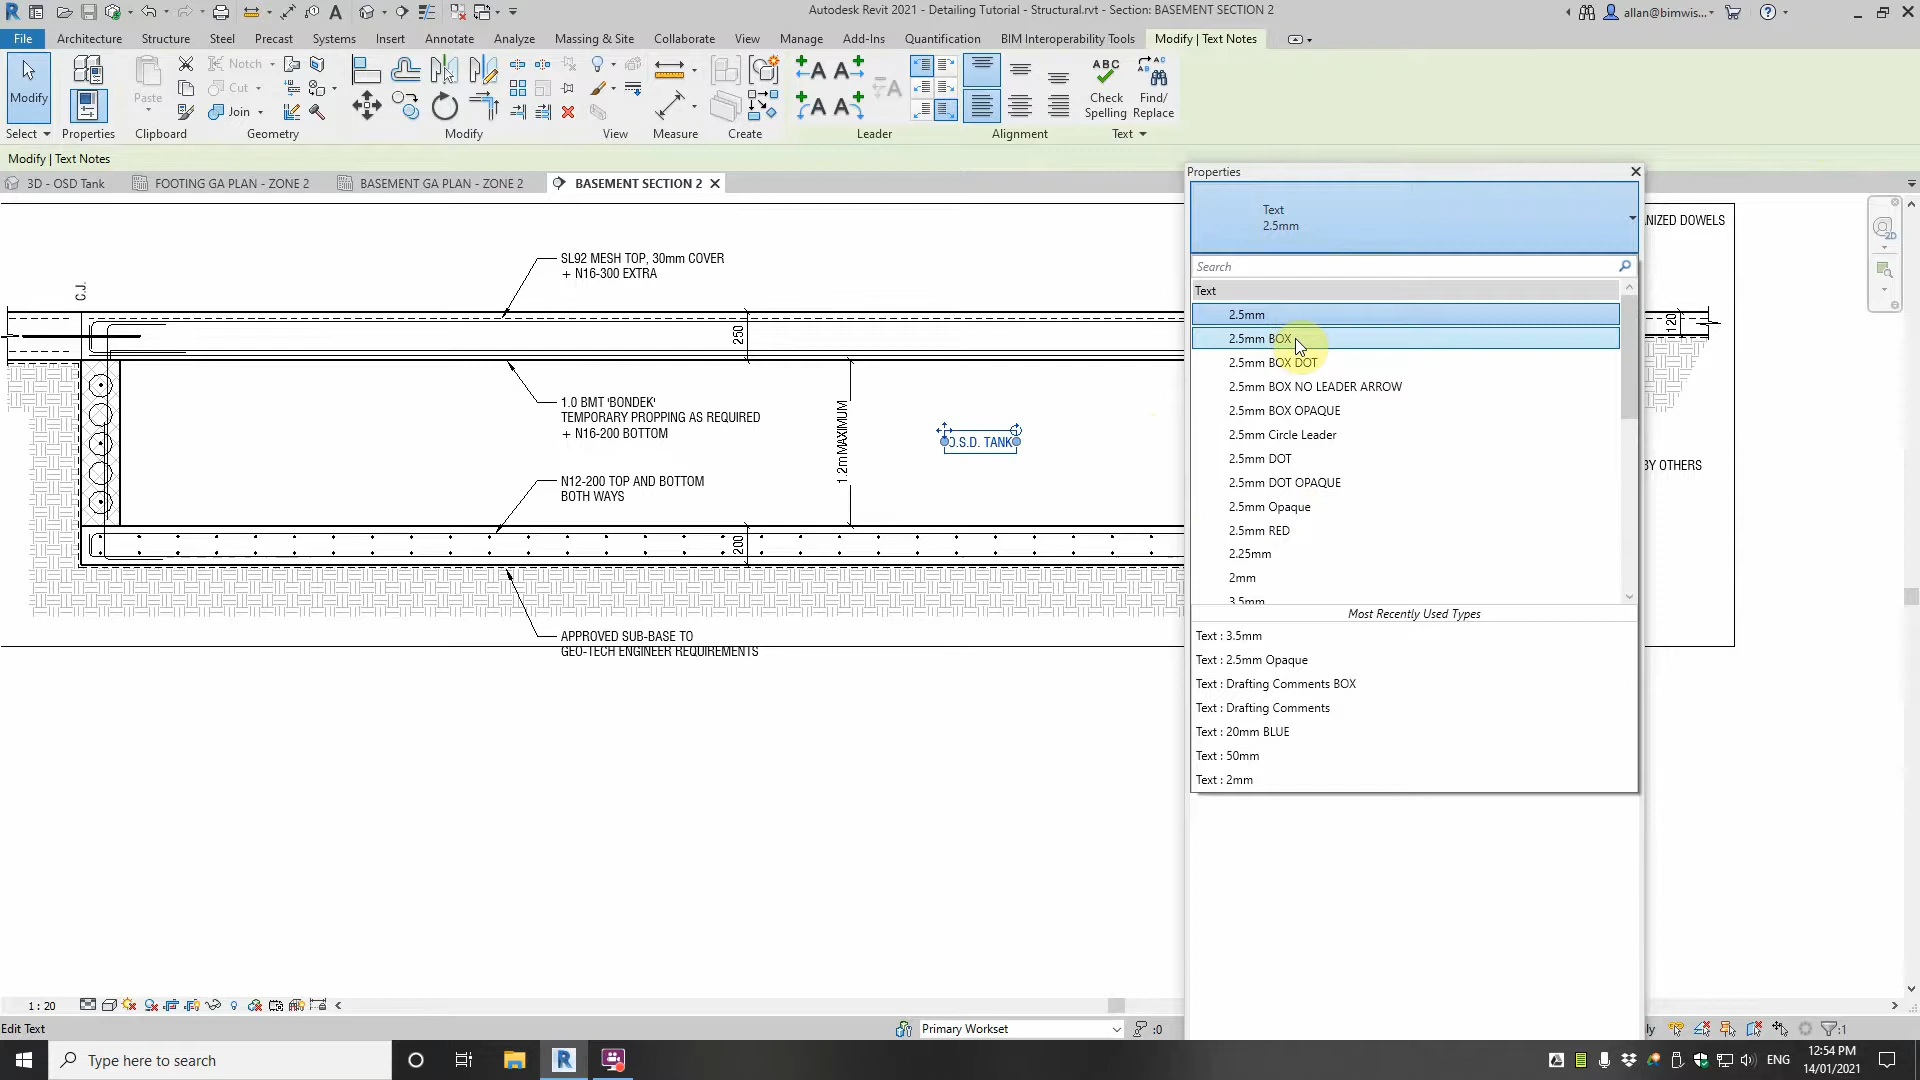 Autodesk Revit 2021 - Detailing Tutorial - Structural.rvt - Section: BASEMENT SECTION 2
allan@bimwis...
File Architecture Structure Steel Precast Systems Insert Annotate Analyze Massing & Site Collaborate View Manage Add-Ins Quantification BIM Interoperability Tools Modify | Text Notes
Modify
Paste
Notch
Cut
Join
ABC
Check
Spelling
Find/
Replace
Select Properties Clipboard Geometry Modify View Measure Create Leader Alignment Text
Modify | Text Notes
3D - OSD Tank
FOOTING GA PLAN - ZONE 2
BASEMENT GA PLAN - ZONE 2
BASEMENT SECTION 2
C.J.
SL92 MESH TOP, 30mm COVER
+ N16-300 EXTRA
250
1.0 BMT 'BONDEK'
TEMPORARY PROPPING AS REQUIRED
+ N16-200 BOTTOM
1.2m MAXIMUM
O.S.D. TANK
N12-200 TOP AND BOTTOM
BOTH WAYS
200
APPROVED SUB-BASE TO
GEO-TECH ENGINEER REQUIREMENTS
Properties
Text
2.5mm
Search
Text
2.5mm
2.5mm BOX
2.5mm BOX DOT
2.5mm BOX NO LEADER ARROW
2.5mm BOX OPAQUE
2.5mm Circle Leader
2.5mm DOT
2.5mm DOT OPAQUE
2.5mm Opaque
2.5mm RED
2.25mm
2mm
3.5mm
Most Recently Used Types
Text : 3.5mm
Text : 2.5mm Opaque
Text : Drafting Comments BOX
Text : Drafting Comments
Text : 20mm BLUE
Text : 50mm
Text : 2mm
NIZED DOWELS
120
BY OTHERS
2D
1 : 20
Edit Text
Primary Workset
:0
ly
:1
Type here to search
ENG
12:54 PM
14/01/2021